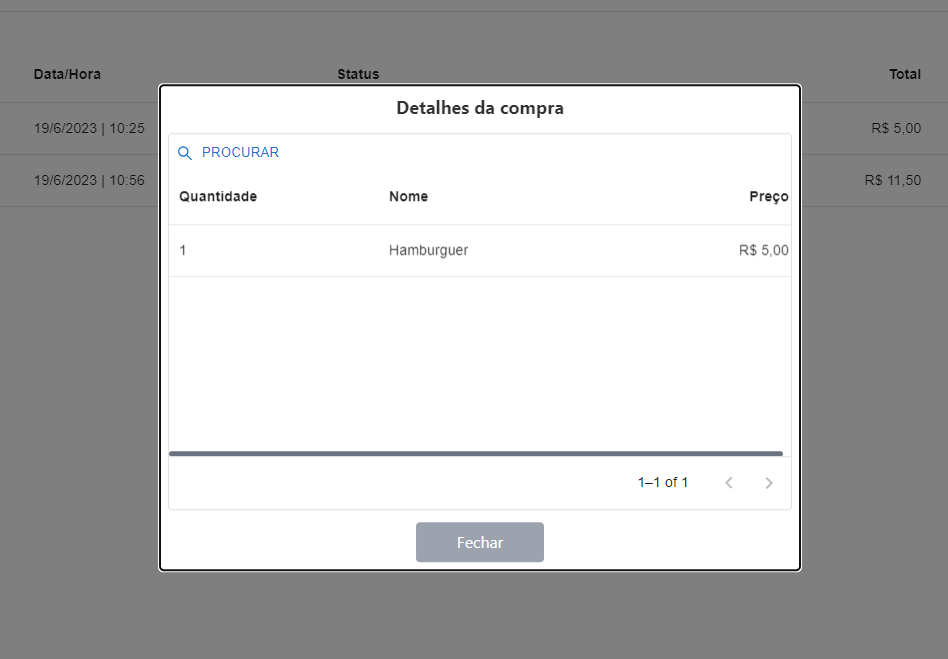 Data/Hora Status Total
19/6/2023 | 10:25 R$ 5,00
19/6/2023 | 10:56 R$ 11,50
Detalhes da compra
PROCURAR
Quantidade Nome Preço
1 Hamburguer R$ 5,00
1–1 of 1
Fechar